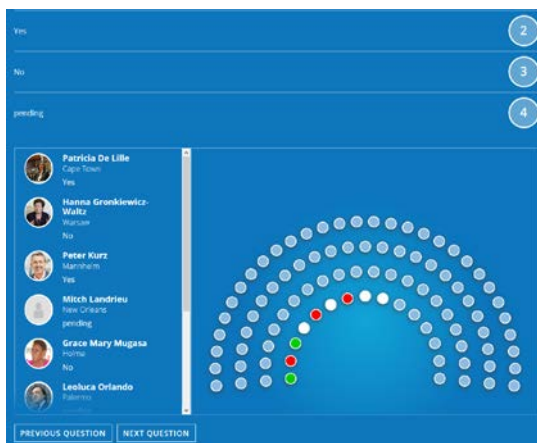 Yes
2
No
3
pending
4
Patricia De Lille
Cape Town
Yes
Hanna Gronkiewicz-
Waltz
Warsaw
No
Peter Kurz
Mannheim
Yes
Mitch Landrieu
New Orleans
pending
Grace Mary Mugasa
Hoima
No
Leoluca Orlando
Palermo
PREVIOUS QUESTION
NEXT QUESTION